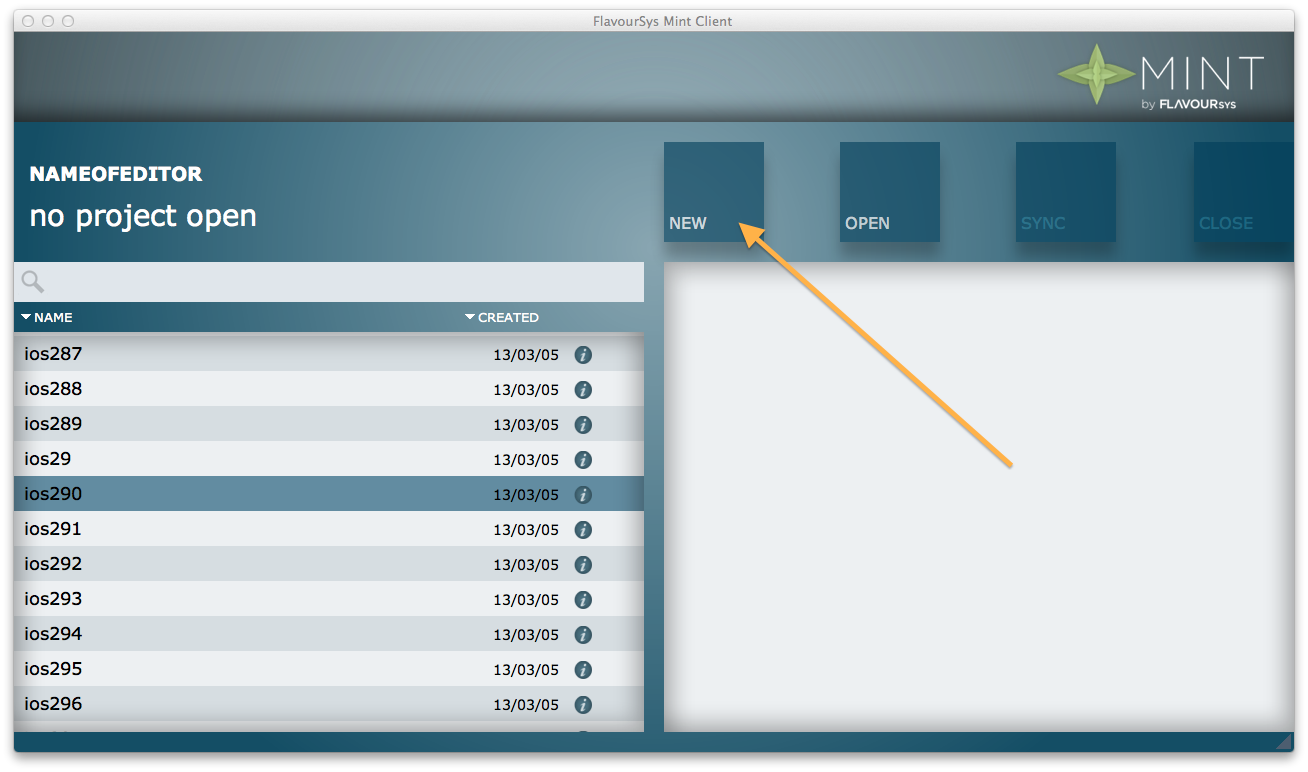 FlavourSys Mint Client
MINT
by FLAVOURsys
NAMEOFEDITOR
no project open
NEW
OPEN
SYNC
CLOSE
NAME CREATED
ios287 13/03/05 i
ios288 13/03/05 i
ios289 13/03/05 i
ios29 13/03/05 i
ios290 13/03/05 i
ios291 13/03/05 i
ios292 13/03/05 i
ios293 13/03/05 i
ios294 13/03/05 i
ios295 13/03/05 i
ios296 13/03/05 i